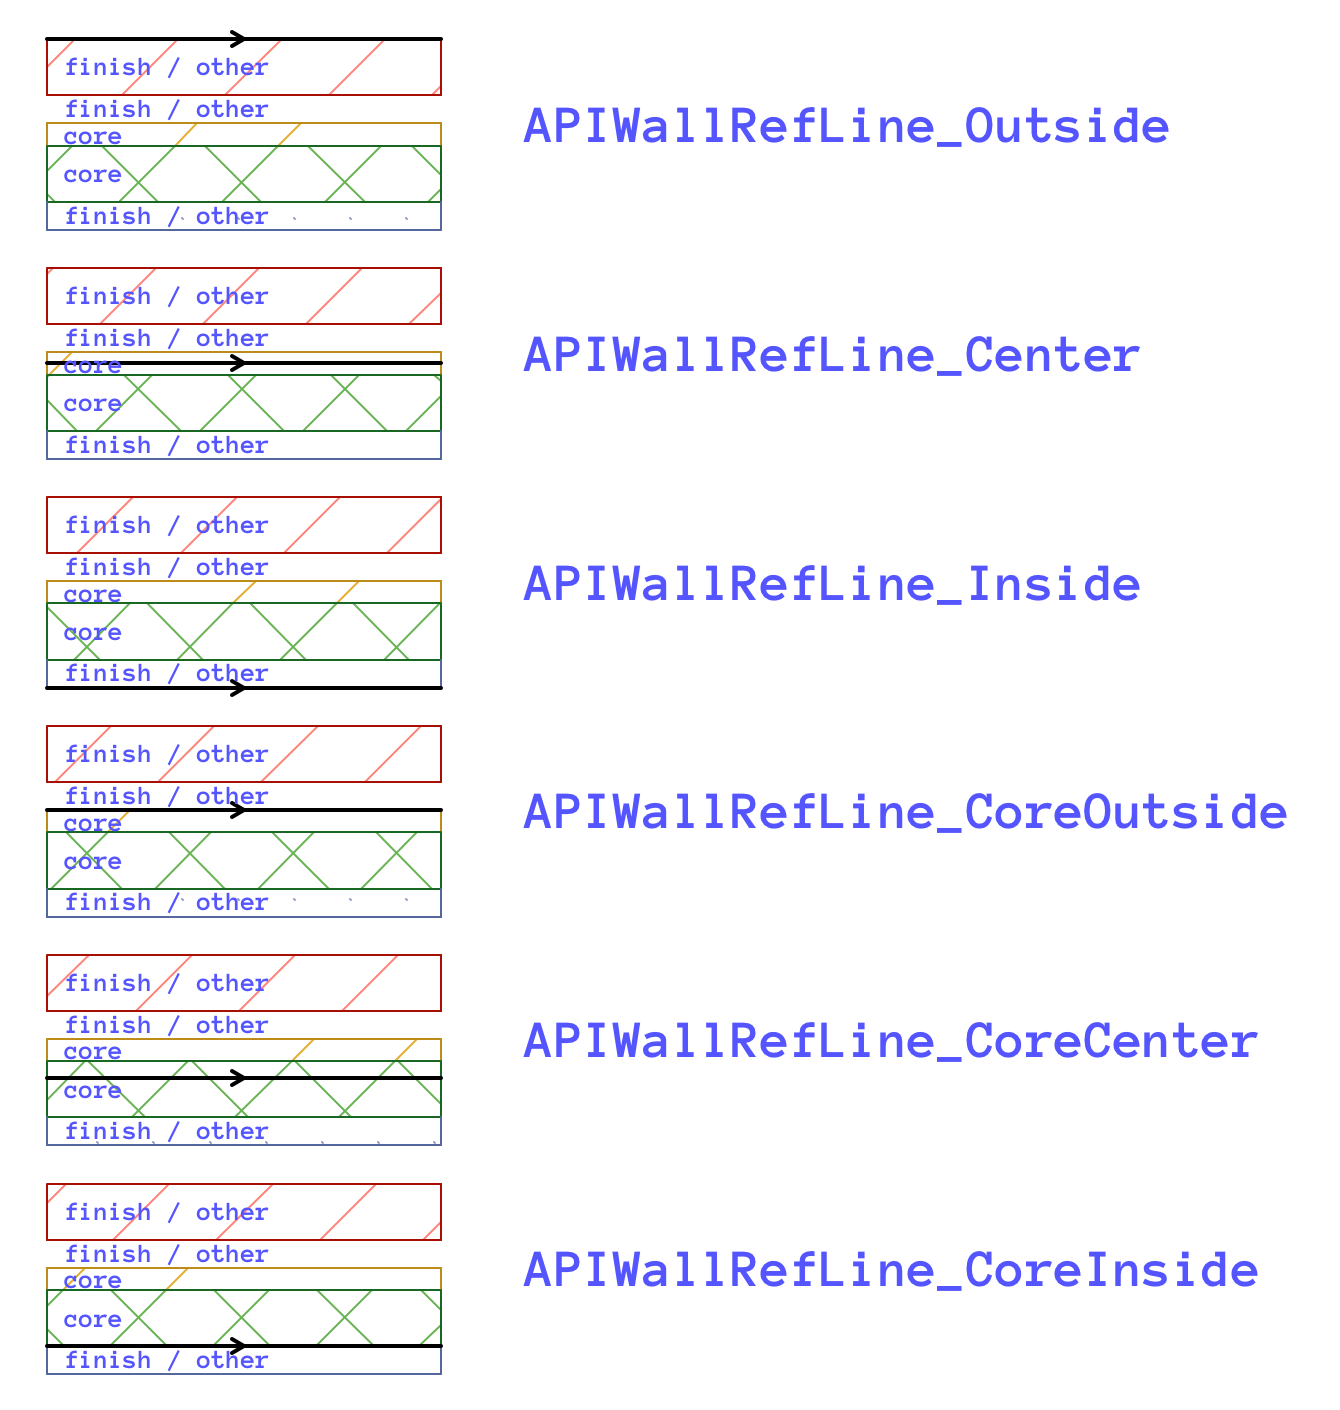 finish / other
finish / other
core
core
finish / other
APIWallRefLine_Outside
finish / other
finish / other
core
core
finish / other
APIWallRefLine_Center
finish / other
finish / other
core
core
finish / other
APIWallRefLine_Inside
finish / other
finish / other
core
core
finish / other
APIWallRefLine_CoreOutside
finish / other
finish / other
core
core
finish / other
APIWallRefLine_CoreCenter
finish / other
finish / other
core
core
finish / other
APIWallRefLine_CoreInside